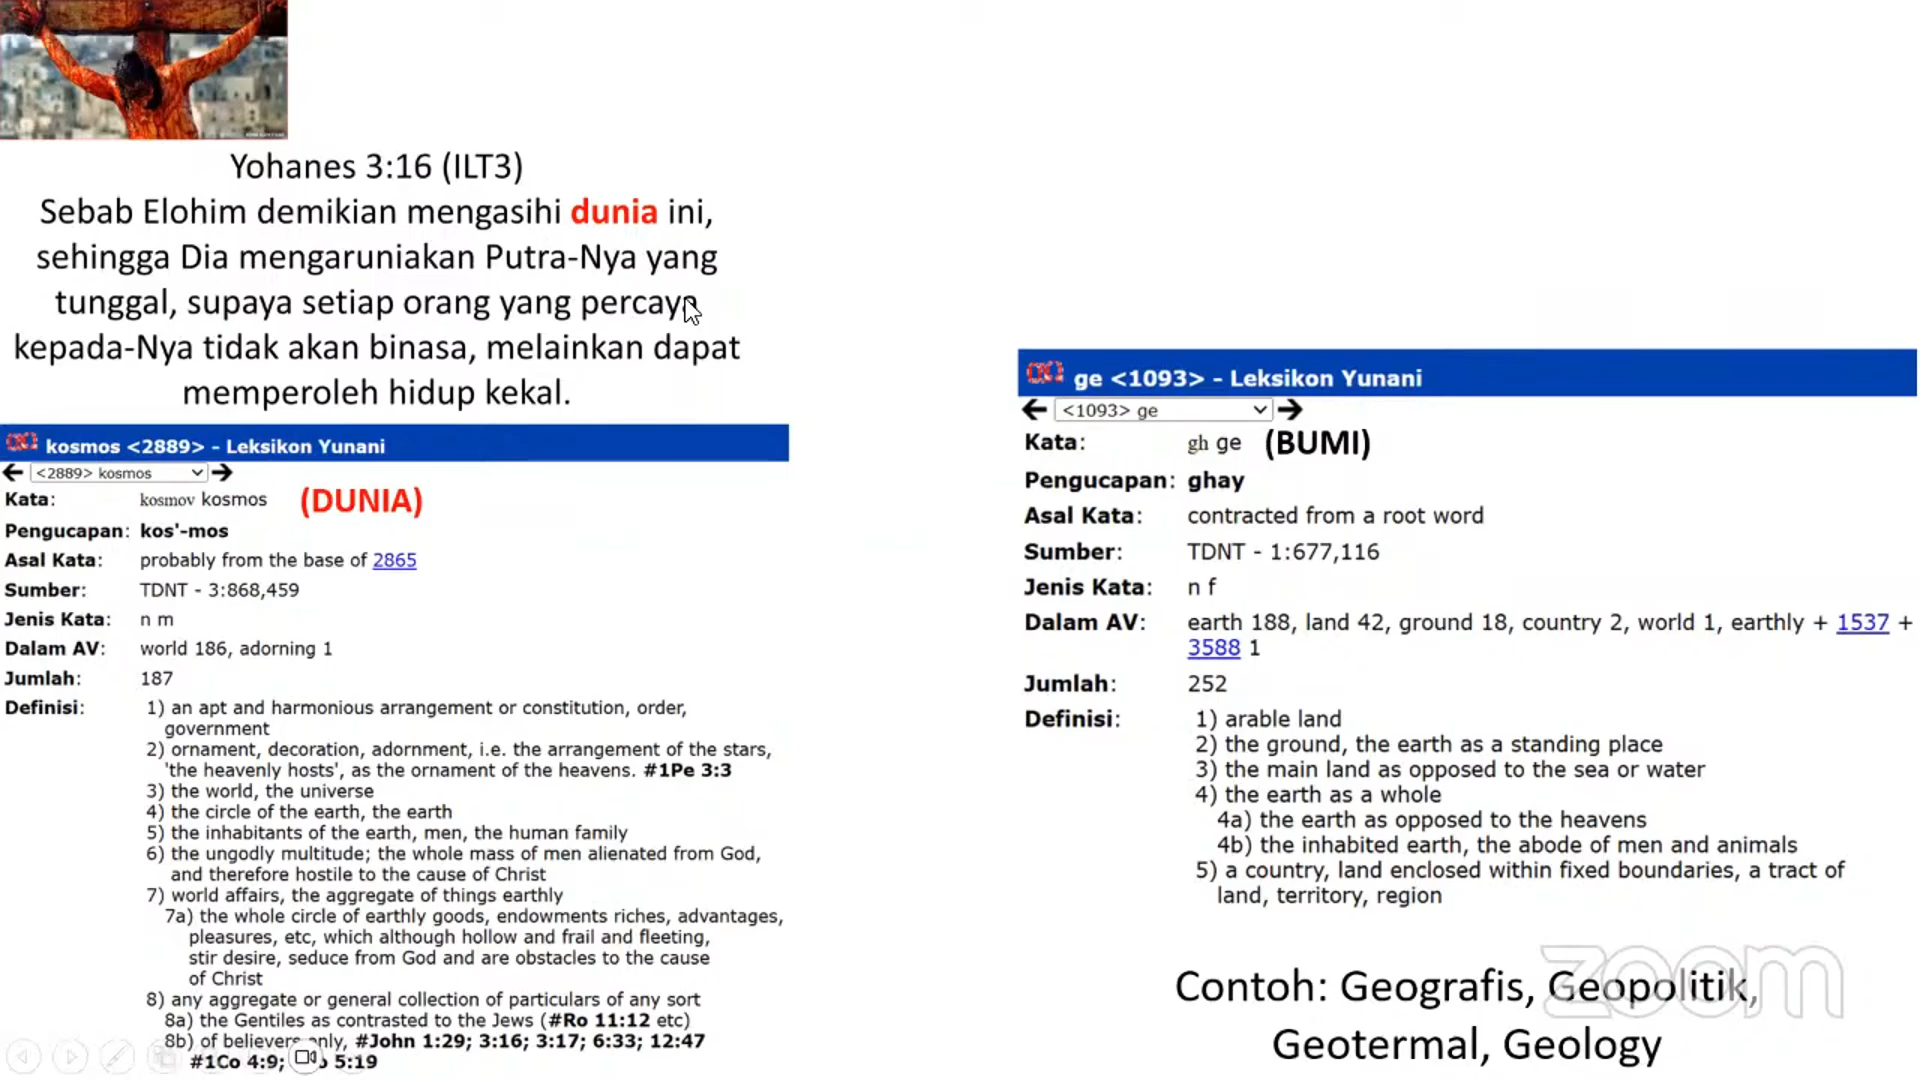 Yohanes 3:16 (ILT3)
Sebab Elohim demikian mengasihi dunia ini,
sehingga Dia mengaruniakan Putra-Nya yang
tunggal, supaya setiap orang yang percaya
kepada-Nya tidak akan binasa, melainkan dapat
memperoleh hidup kekal.
kosmos <2889> - Leksikon Yunani
<2889> kosmos
Kata: kosmov kosmos (DUNIA)
Pengucapan: kos'-mos
Asal Kata: probably from the base of 2865
Sumber: TDNT - 3:868,459
Jenis Kata: n m
Dalam AV: world 186, adorning 1
Jumlah: 187
Definisi: 1) an apt and harmonious arrangement or constitution, order,
government
2) ornament, decoration, adornment, i.e. the arrangement of the stars,
'the heavenly hosts', as the ornament of the heavens. #1Pe 3:3
3) the world, the universe
4) the circle of the earth, the earth
5) the inhabitants of the earth, men, the human family
6) the ungodly multitude; the whole mass of men alienated from God,
and therefore hostile to the cause of Christ
7) world affairs, the aggregate of things earthly
7a) the whole circle of earthly goods, endowments riches, advantages,
pleasures, etc, which although hollow and frail and fleeting,
stir desire, seduce from God and are obstacles to the cause
of Christ
8) any aggregate or general collection of particulars of any sort
8a) the Gentiles as contrasted to the Jews (#Ro 11:12 etc)
8b) of believers only, #John 1:29; 3:16; 3:17; 6:33; 12:47
#1Co 4:9; 5:19
ge <1093> - Leksikon Yunani
<1093> ge
Kata: gh ge (BUMI)
Pengucapan: ghay
Asal Kata: contracted from a root word
Sumber: TDNT - 1:677,116
Jenis Kata: n f
Dalam AV: earth 188, land 42, ground 18, country 2, world 1, earthly + 1537 +
3588 1
Jumlah: 252
Definisi: 1) arable land
2) the ground, the earth as a standing place
3) the main land as opposed to the sea or water
4) the earth as a whole
4a) the earth as opposed to the heavens
4b) the inhabited earth, the abode of men and animals
5) a country, land enclosed within fixed boundaries, a tract of
land, territory, region
zoom
Contoh: Geografis, Geopolitik,
Geotermal, Geology